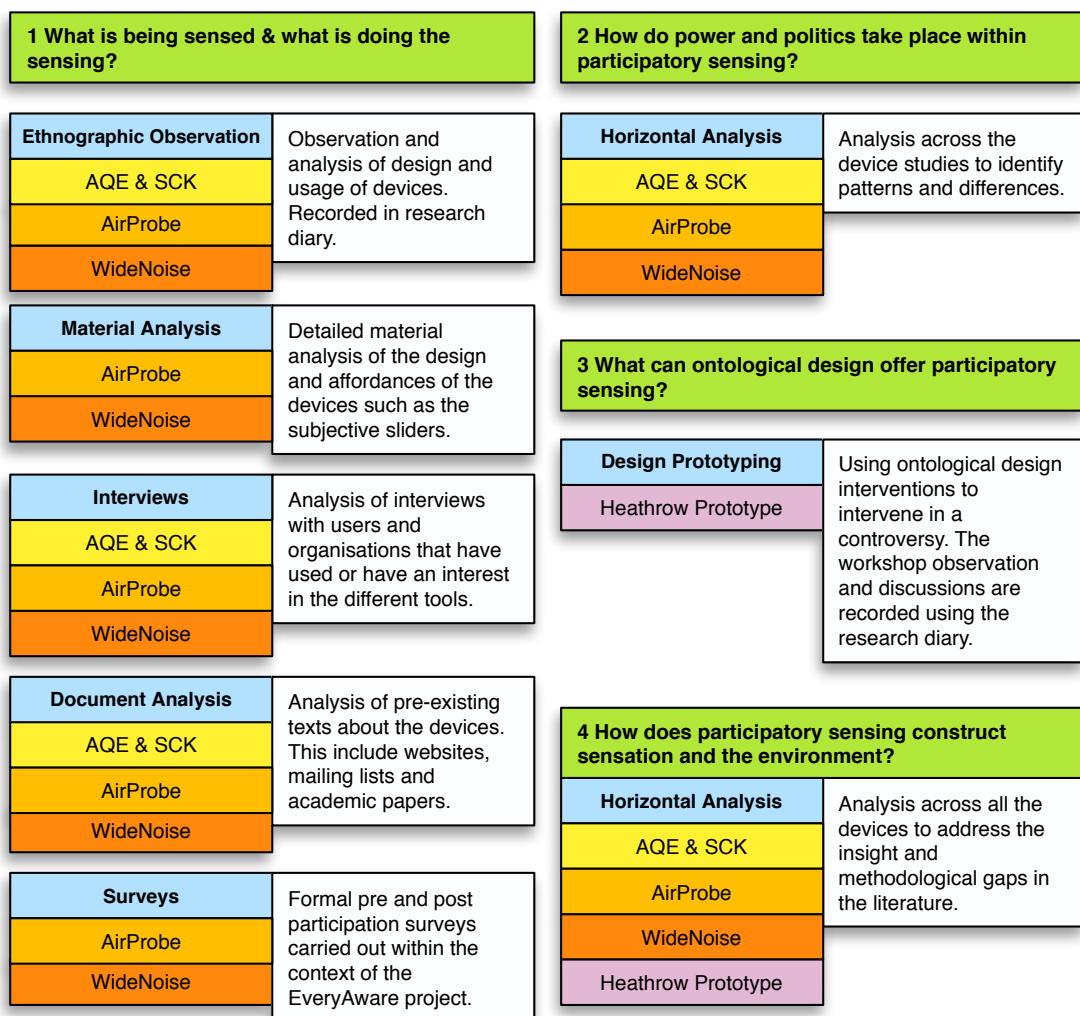 1 What is being sensed & what is doing the
sensing?
Ethnographic Observation
AQE & SCK
AirProbe
WideNoise
Observation and
analysis of design and
usage of devices.
Recorded in research
diary.
Material Analysis
AirProbe
WideNoise
Detailed material
analysis of the design
and affordances of the
devices such as the
subjective sliders.
Interviews
AQE & SCK
AirProbe
WideNoise
Analysis of interviews
with users and
organisations that have
used or have an interest
in the different tools.
Document Analysis
AQE & SCK
AirProbe
WideNoise
Analysis of pre-existing
texts about the devices.
This include websites,
mailing lists and
academic papers.
Surveys
AirProbe
WideNoise
Formal pre and post
participation surveys
carried out within the
context of the
EveryAware project.
2 How do power and politics take place within
participatory sensing?
Horizontal Analysis
AQE & SCK
AirProbe
WideNoise
Analysis across the
device studies to identify
patterns and differences.
3 What can ontological design offer participatory
sensing?
Design Prototyping
Heathrow Prototype
Using ontological design
interventions to
intervene in a
controversy. The
workshop observation
and discussions are
recorded using the
research diary.
4 How does participatory sensing construct
sensation and the environment?
Horizontal Analysis
AQE & SCK
AirProbe
WideNoise
Heathrow Prototype
Analysis across all the
devices to address the
insight and
methodological gaps in
the literature.